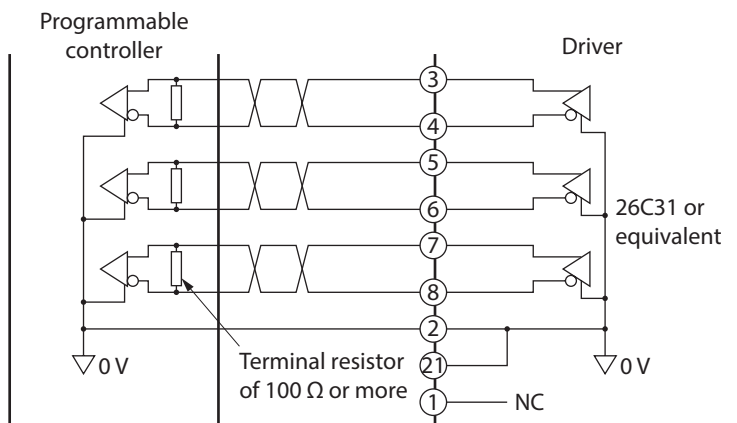 Programmable
controller
Driver
3
4
5
6
26C31 or
equivalent
7
8
2
0 V
Terminal resistor
of 100 Ω or more
21
0 V
1
NC